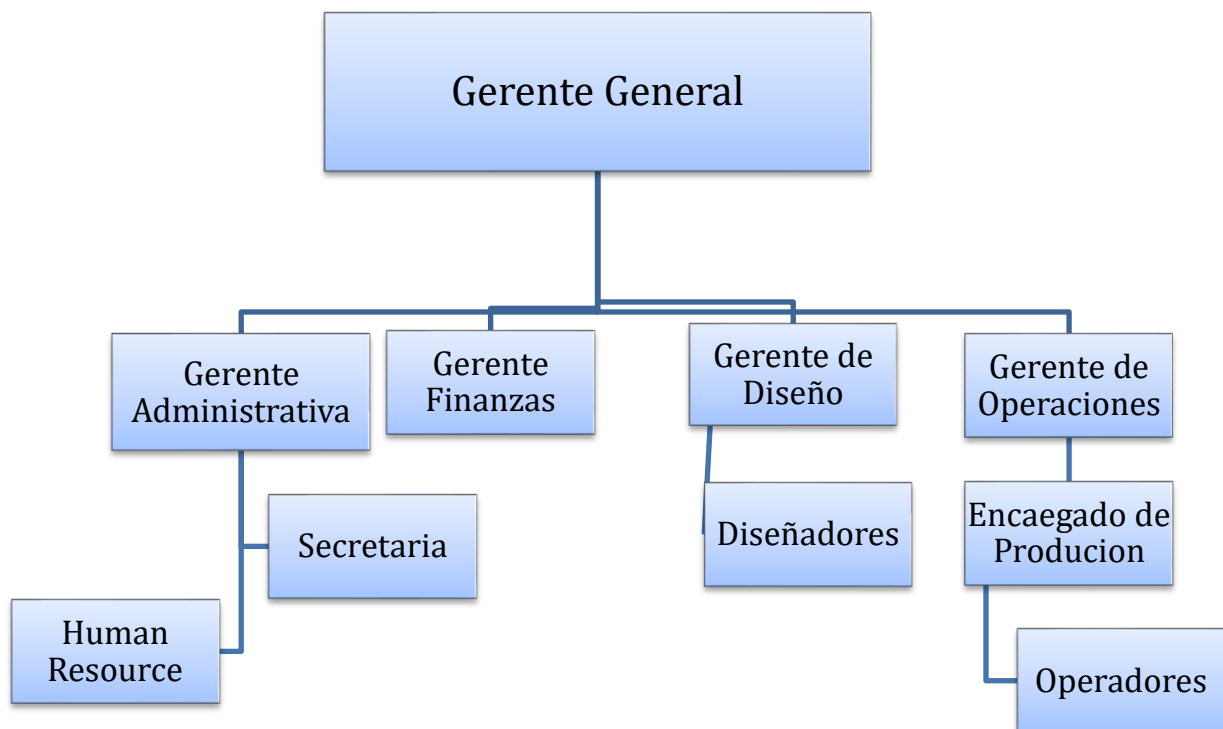 Gerente General
Gerente
Administrativa
Gerente
Finanzas
Gerente de
Diseño
Gerente de
Operaciones
Secretaria
Human
Resource
Diseñadores
Encaegado de
Producion
Operadores